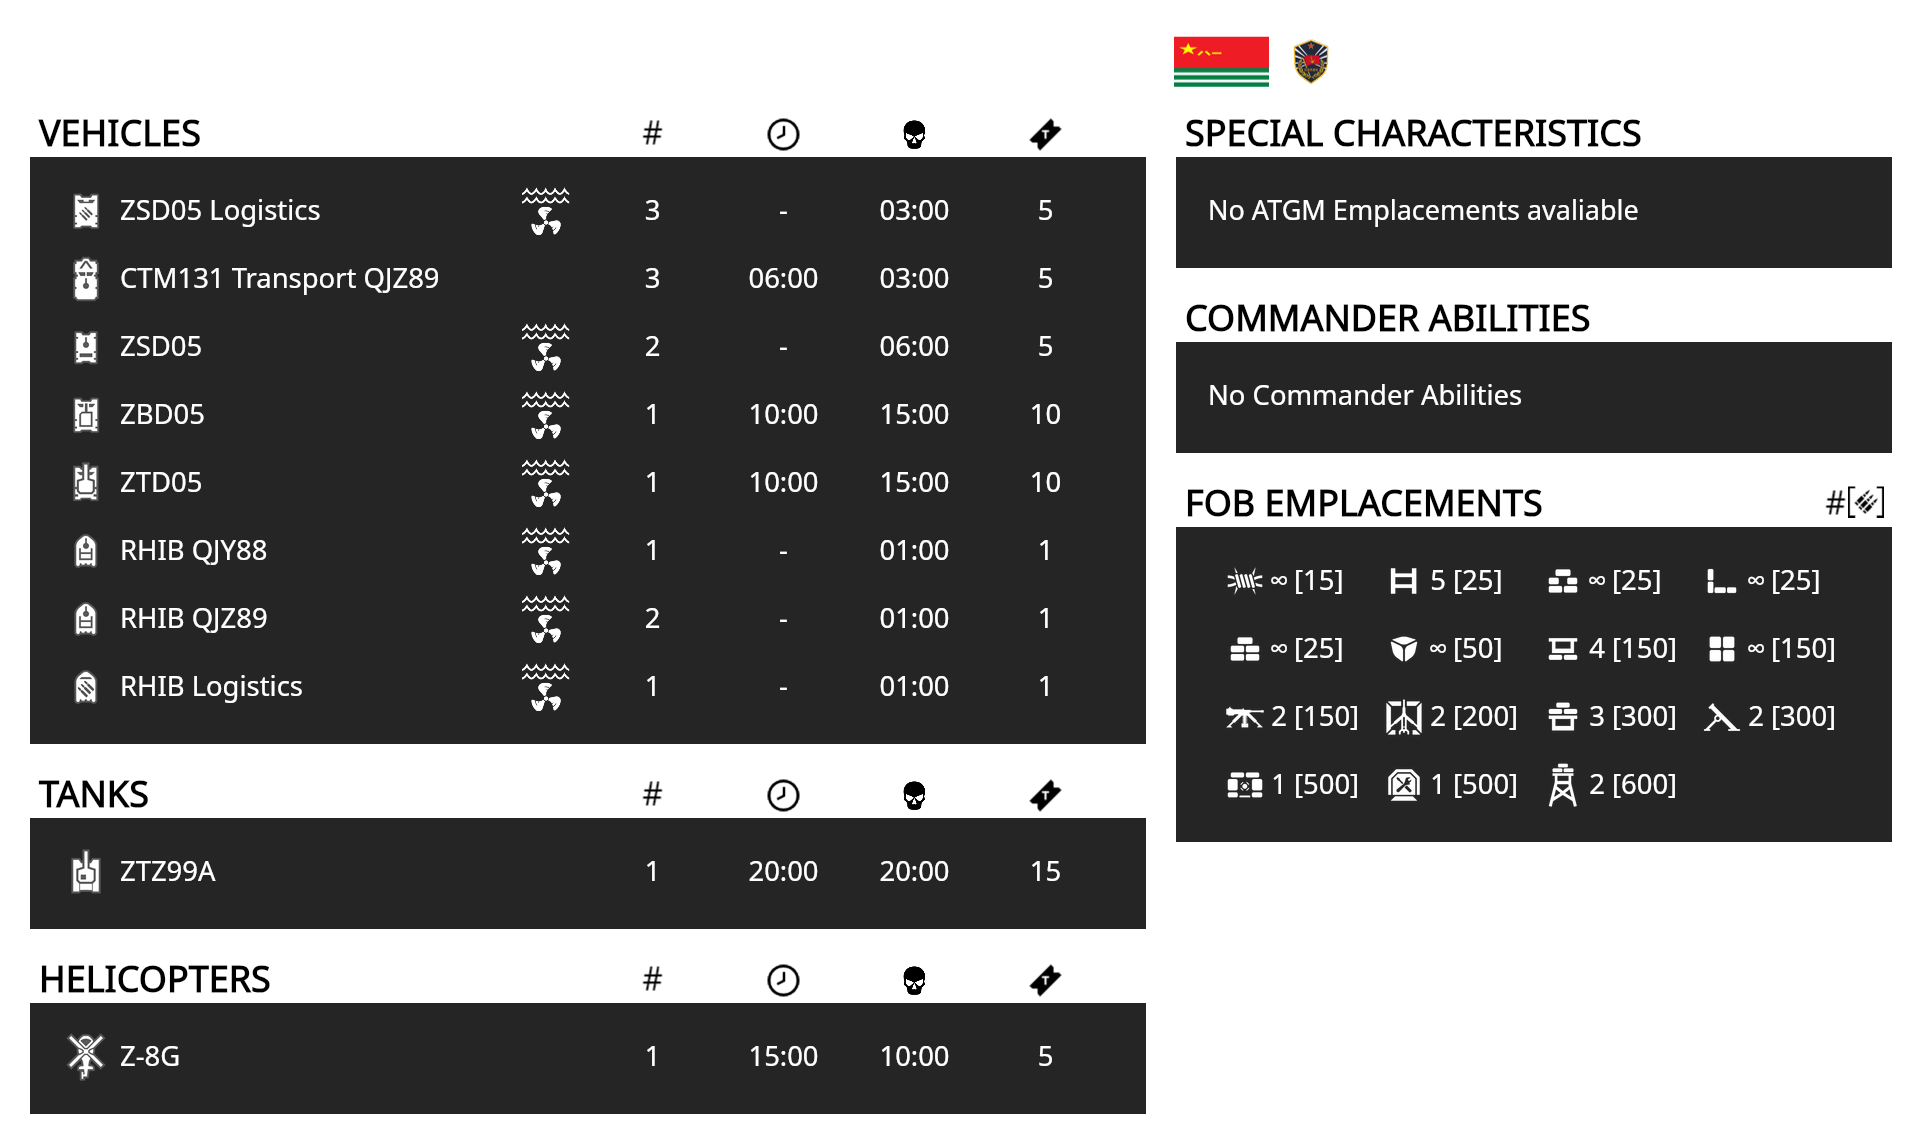 VEHICLES #
ZSD05 Logistics 3 - 03:00 5
CTM131 Transport QJZ89 3 06:00 03:00 5
ZSD05 2 - 06:00 5
ZBD05 1 10:00 15:00 10
ZTD05 1 10:00 15:00 10
RHIB QJY88 1 - 01:00 1
RHIB QJZ89 2 - 01:00 1
RHIB Logistics 1 - 01:00 1
TANKS #
ZTZ99A 1 20:00 20:00 15
HELICOPTERS #
Z-8G 1 15:00 10:00 5
SPECIAL CHARACTERISTICS
No ATGM Emplacements avaliable
COMMANDER ABILITIES
No Commander Abilities
FOB EMPLACEMENTS #[ ]
∞ [15] 5 [25] ∞ [25] ∞ [25]
∞ [25] ∞ [50] 4 [150] ∞ [150]
2 [150] 2 [200] 3 [300] 2 [300]
1 [500] 1 [500] 2 [600]